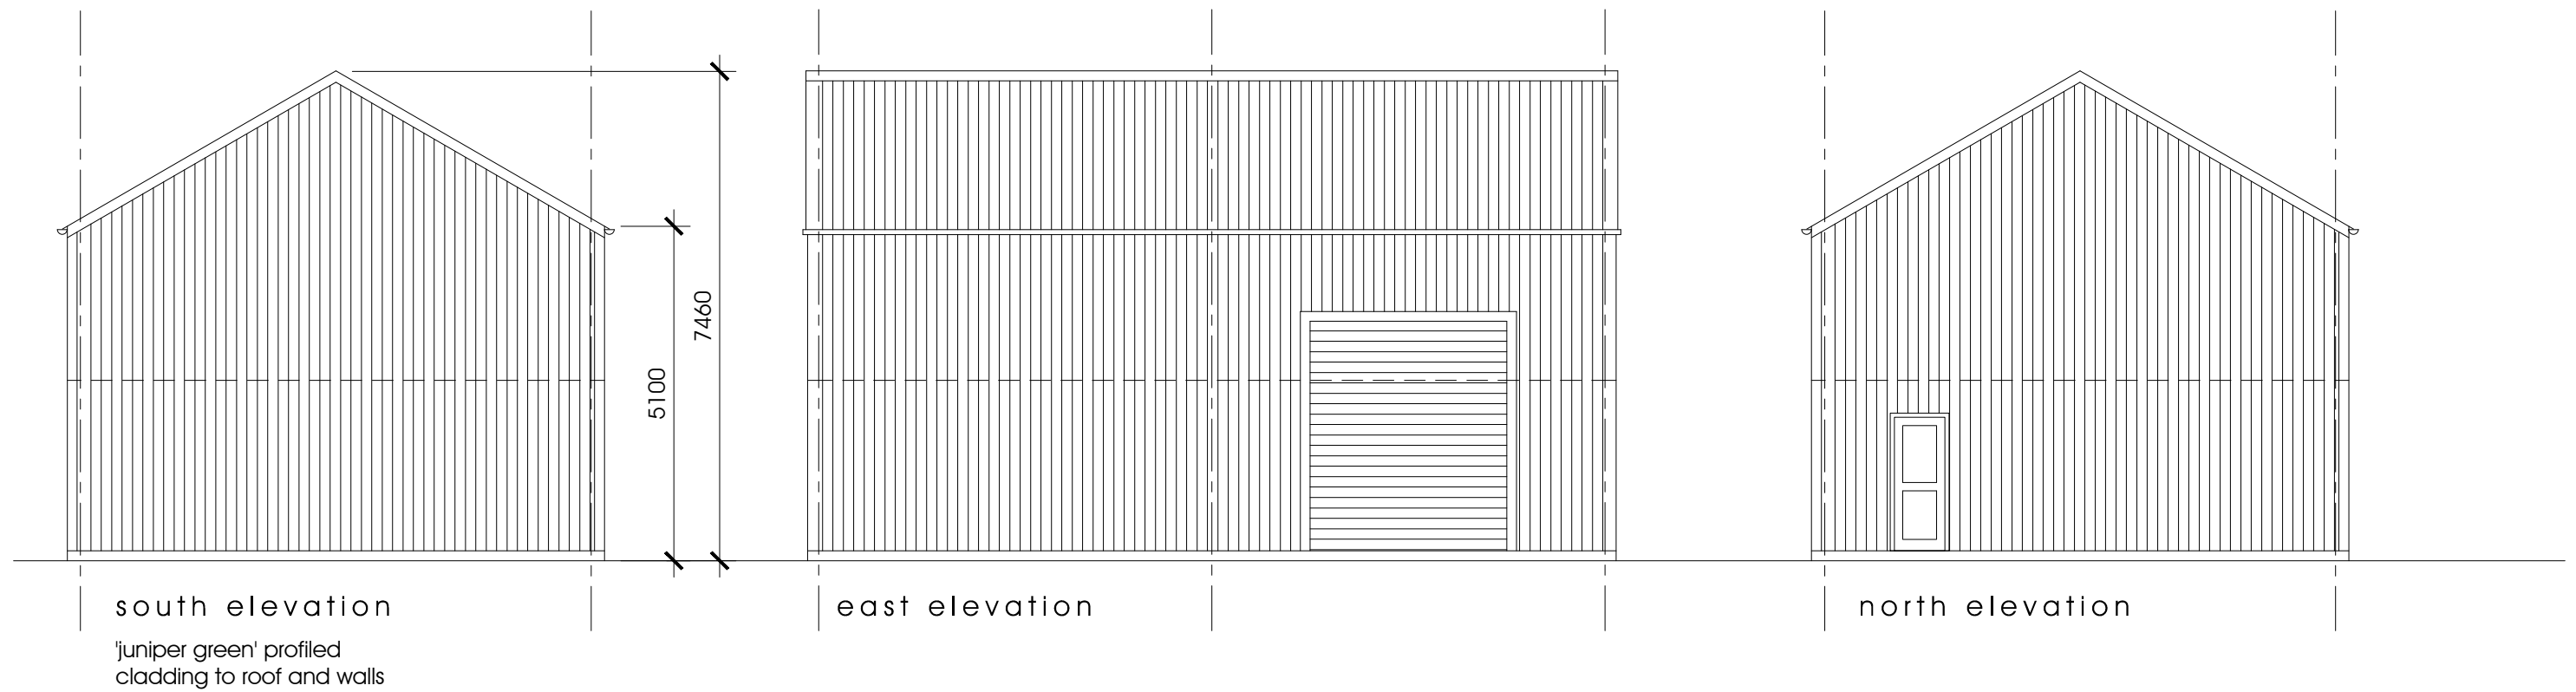 7460
5100
south elevation
east elevation
north elevation
'juniper green' profiled
cladding to roof and walls